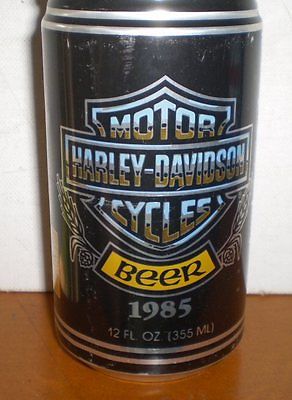 MOTOR
HARLEY-DAVIDSON
CYCLES
BEER
1985
12 FL. OZ (355 ML)